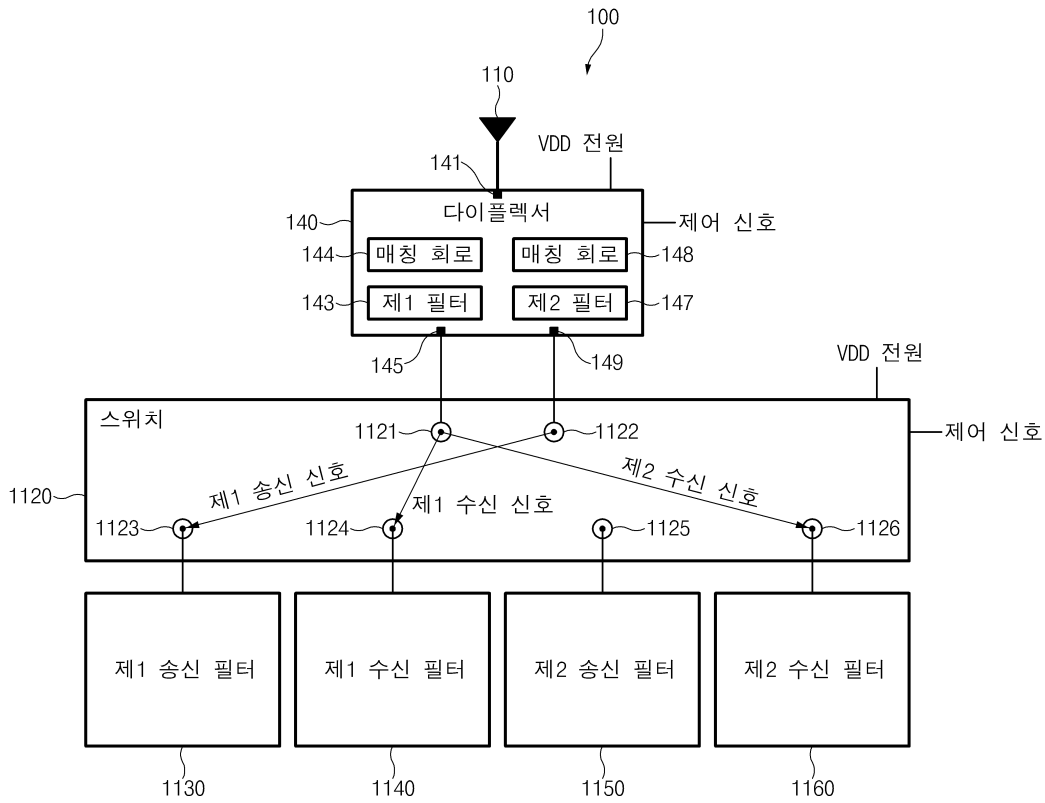 100
110
VDD 전원
141
다이플렉서
140
제어 신호
144
매칭 회로
매칭 회로
148
143
제1 필터
제2 필터
147
145
149
VDD 전원
스위치
1121
1122
제어 신호
제1 송신 신호
제2 수신 신호
1120
제1 수신 신호
1123
1124
1125
1126
제1 송신 필터
제1 수신 필터
제2 송신 필터
제2 수신 필터
1130
1140
1150
1160